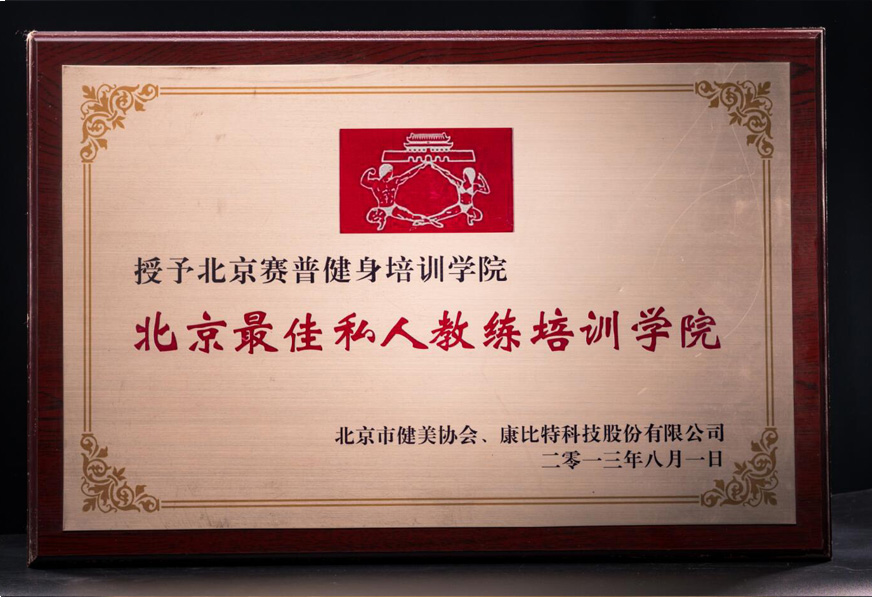 授予北京赛普健身培训学院
北京最佳私人教练培训学院
北京市健美协会、康比特科技股份有限公司
二零一三年八月一日